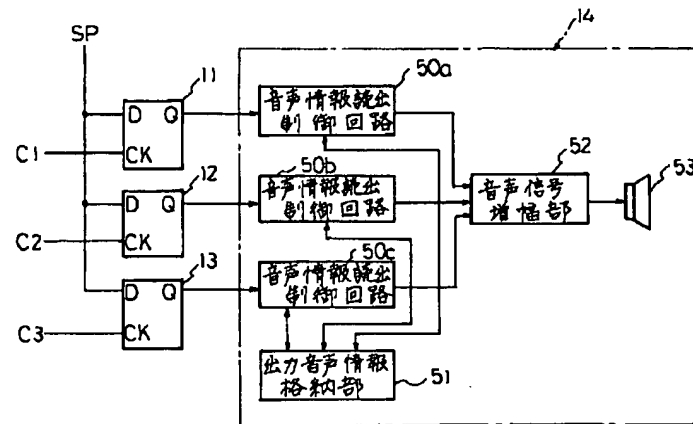 SP
14
11
50a
D Q
音声情報読出
制御回路
C1
CK
12
50b
52
53
D Q
音声情報読出
制御回路
音声信号
増幅部
C2
CK
13
50c
D Q
音声情報読出
制御回路
C3
CK
出力音声情報
格納部
51